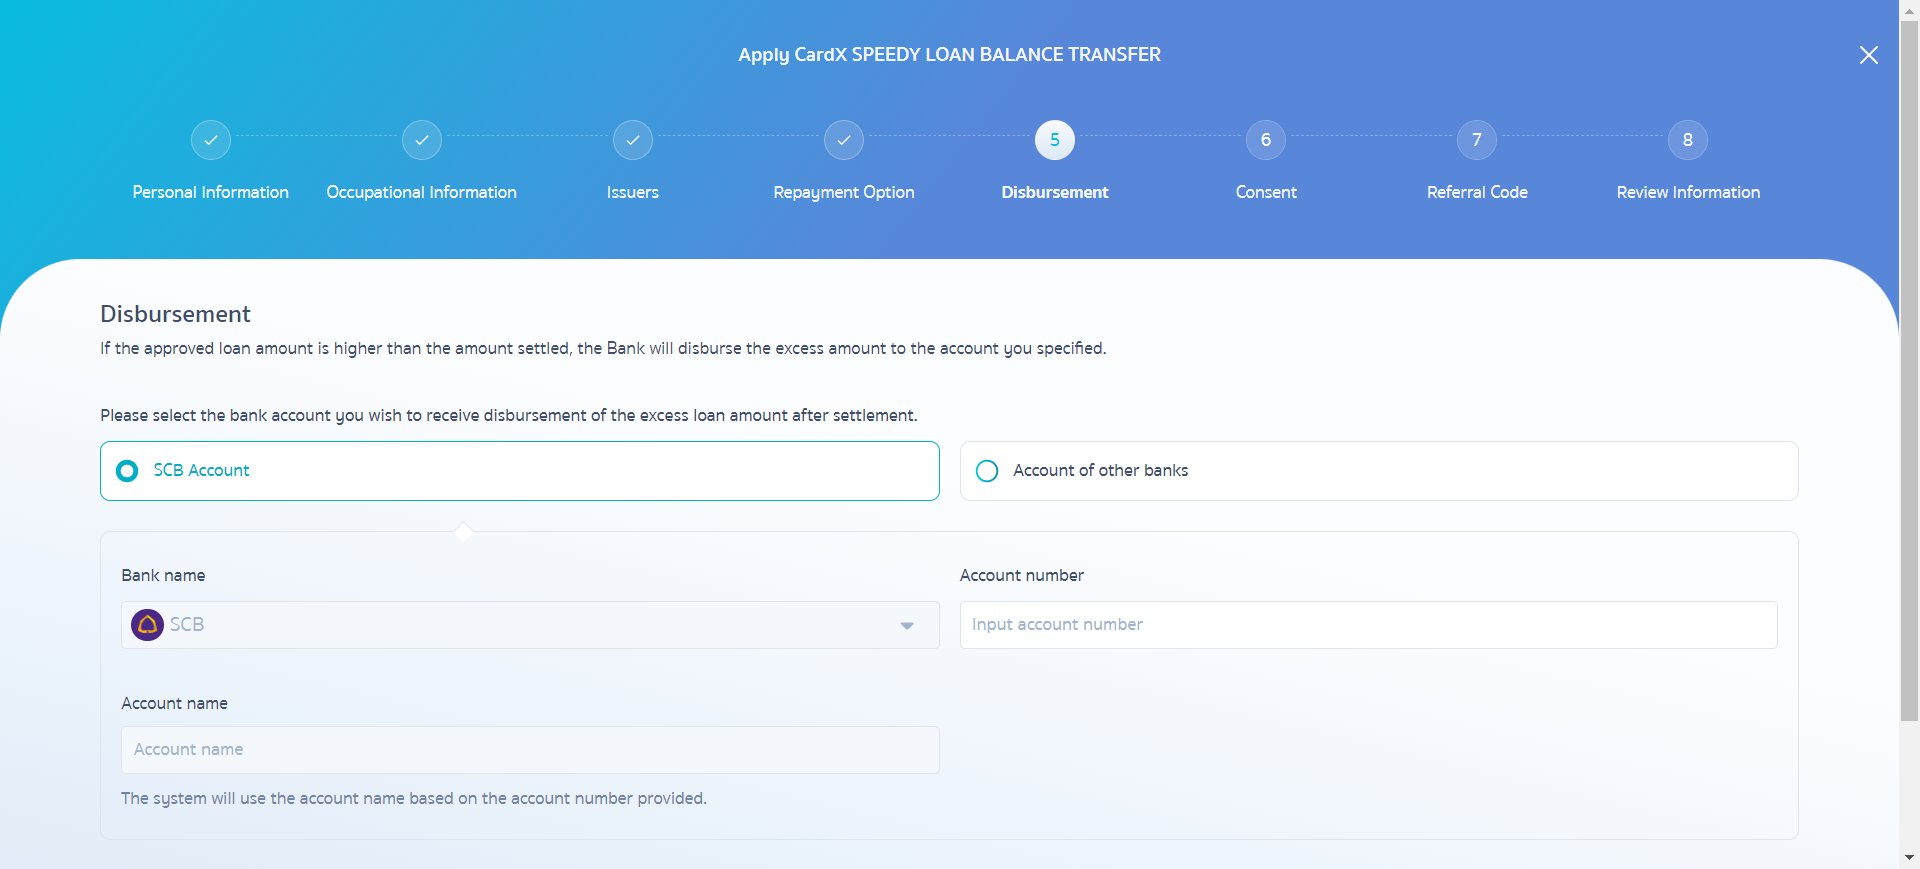 Apply CardX SPEEDY LOAN BALANCE TRANSFER
5
6
7
8
Personal Information
Occupational Information
Issuers
Repayment Option
Disbursement
Consent
Referral Code
Review Information
Disbursement
If the approved loan amount is higher than the amount settled, the Bank will disburse the excess amount to the account you specified.
Please select the bank account you wish to receive disbursement of the excess loan amount after settlement.
SCB Account
Account of other banks
Bank name
Account number
SCB
Input account number
Account name
Account name
The system will use the account name based on the account number provided.